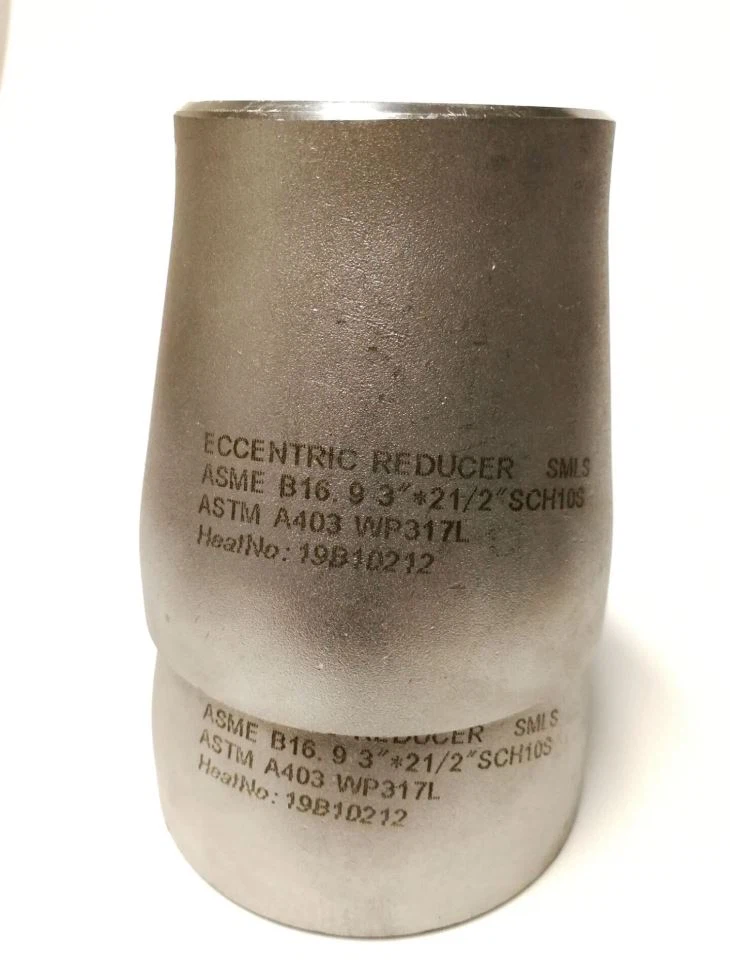 ECCENTRIC REDUCER SMLS
ASME B16.9 3"*21/2"SCH10S
ASTM A403 WP317L
HeatNo: 19B10212
REDUCER SMLS
ASME B16.9 3"*21/2"SCH10S
ASTM A403 WP317L
HeatNo: 19B10212